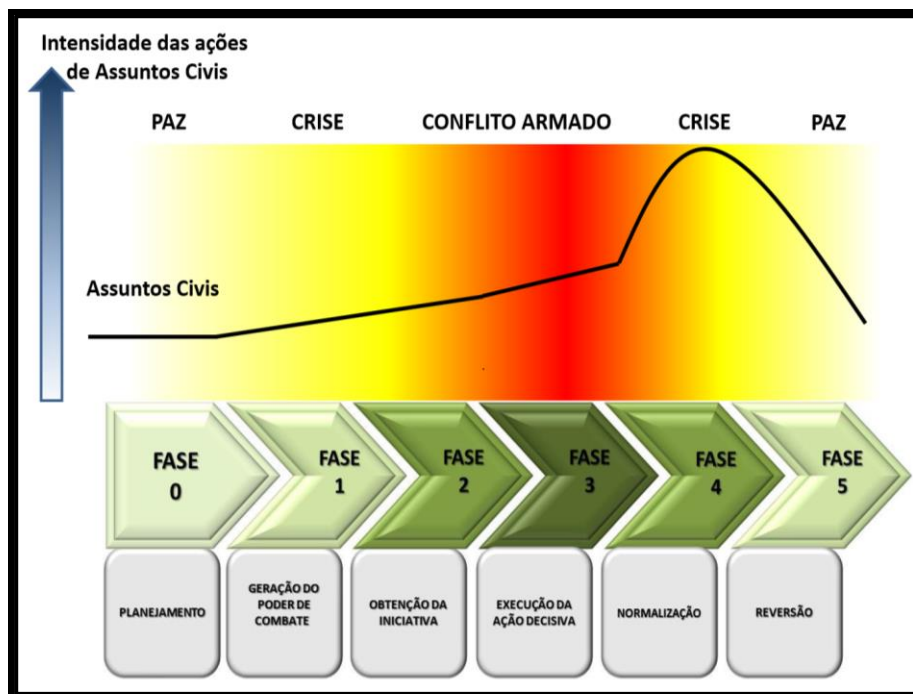 Intensidade das ações
de Assuntos Civis
PAZ
CRISE
CONFLITO ARMADO
CRISE
PAZ
Assuntos Civis
FASE
0
FASE
1
FASE
2
FASE
3
FASE
4
FASE
5
PLANEJAMENTO
GERAÇÃO DO
PODER DE
COMBATE
OBTENÇÃO DA
INICIATIVA
EXECUÇÃO DA
AÇÃO DECISIVA
NORMALIZAÇÃO
REVERSÃO